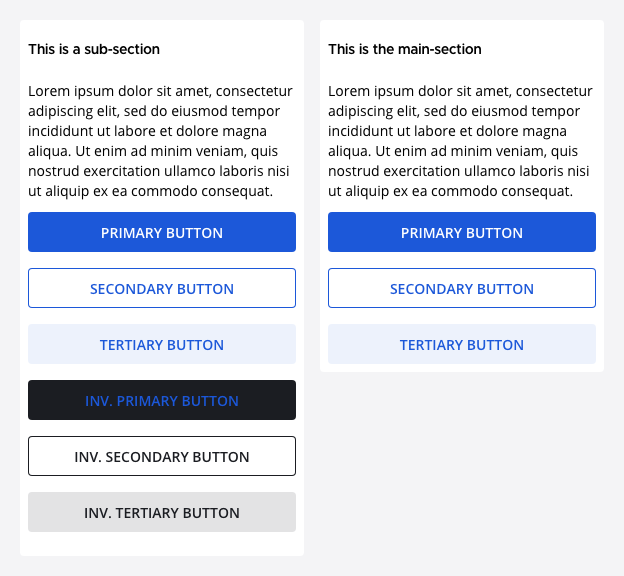 This is a sub-section
Lorem ipsum dolor sit amet, consectetur
adipiscing elit, sed do eiusmod tempor
incididunt ut labore et dolore magna
aliqua. Ut enim ad minim veniam, quis
nostrud exercitation ullamco laboris nisi
ut aliquip ex ea commodo consequat.
PRIMARY BUTTON
SECONDARY BUTTON
TERTIARY BUTTON
INV. PRIMARY BUTTON
INV. SECONDARY BUTTON
INV. TERTIARY BUTTON
This is the main-section
Lorem ipsum dolor sit amet, consectetur
adipiscing elit, sed do eiusmod tempor
incididunt ut labore et dolore magna
aliqua. Ut enim ad minim veniam, quis
nostrud exercitation ullamco laboris nisi
ut aliquip ex ea commodo consequat.
PRIMARY BUTTON
SECONDARY BUTTON
TERTIARY BUTTON